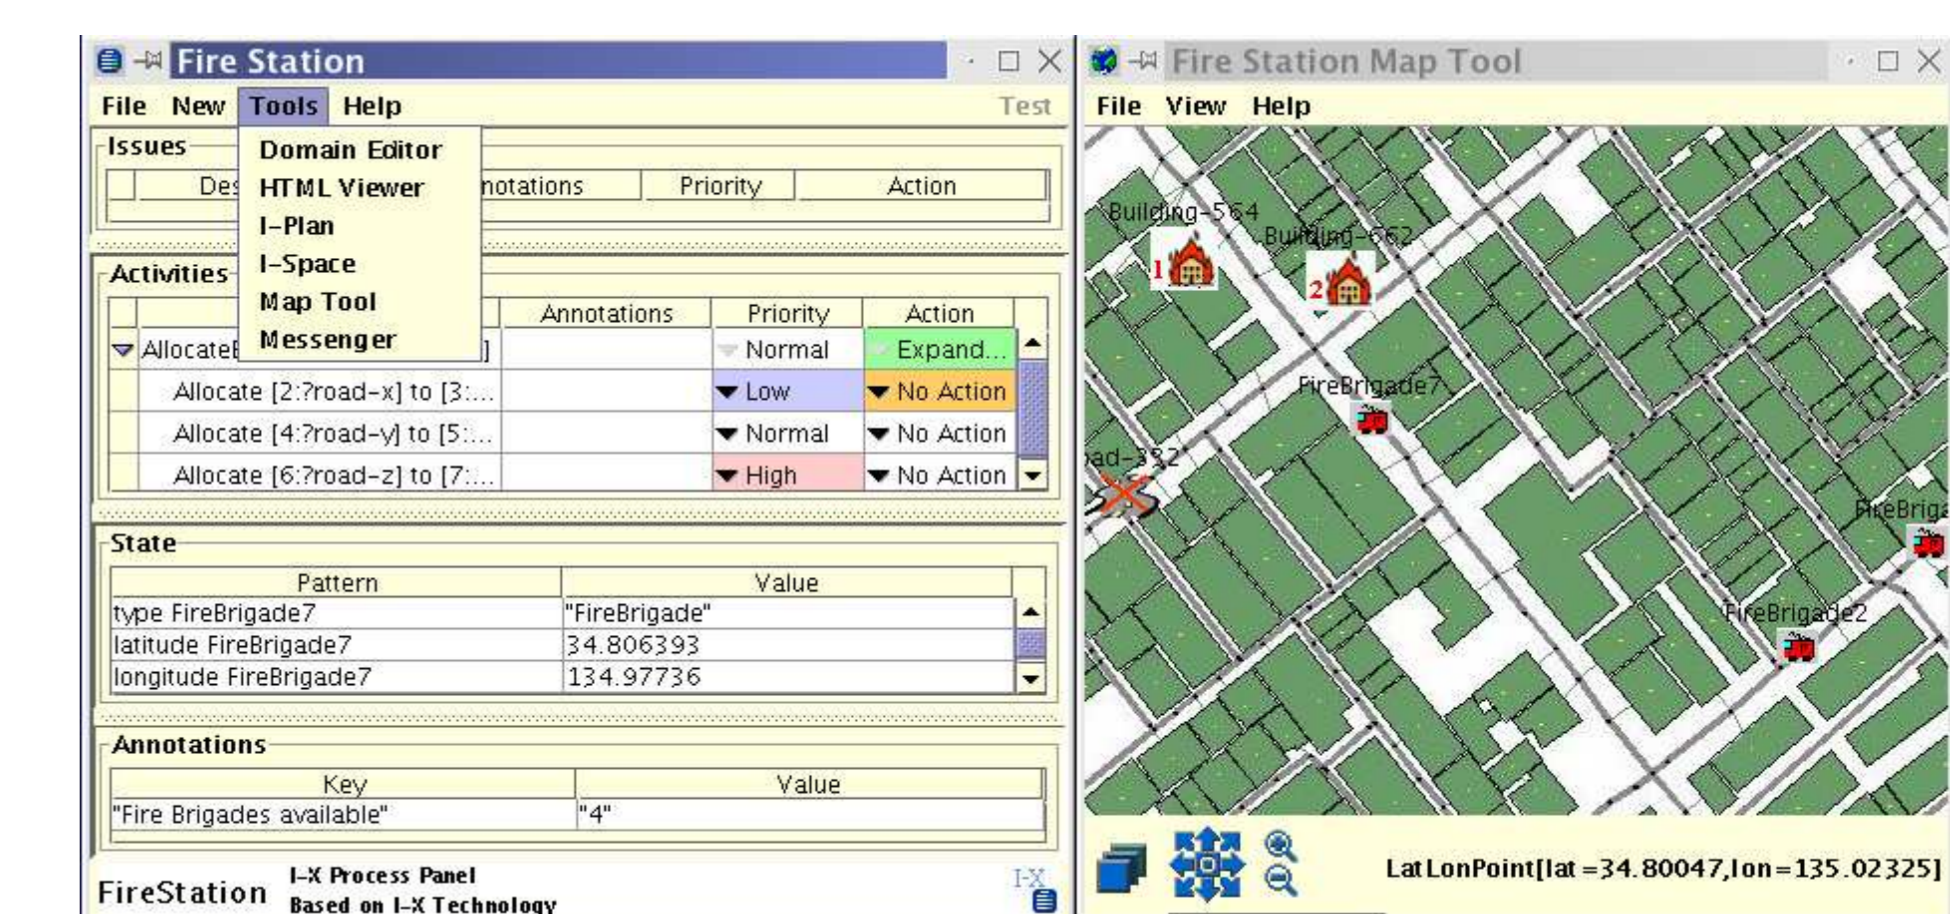 Fire Station
File New Tools Help Test
Domain Editor
HTML Viewer
I-Plan
I-Space
Map Tool
Messenger
Issues
Des notations Priority Action
Activities
Annotations Priority Action
Allocate ] Normal Expand...
Allocate [2:?road-x] to [3:... Low No Action
Allocate [4:?road-y] to [5:... Normal No Action
Allocate [6:?road-z] to [7:... High No Action
State
Pattern Value
type FireBrigade7 "FireBrigade"
latitude FireBrigade7 34.806393
longitude FireBrigade7 134.97736
Annotations
Key Value
"Fire Brigades available" "4"
FireStation
I-X Process Panel
Based on I-X Technology
I-X
Fire Station Map Tool
File View Help
Building-564
Building-662
1
2
FireBrigade7
ad-392
FireBriga
FireBrigade2
LatLonPoint[lat=34.80047,lon=135.02325]